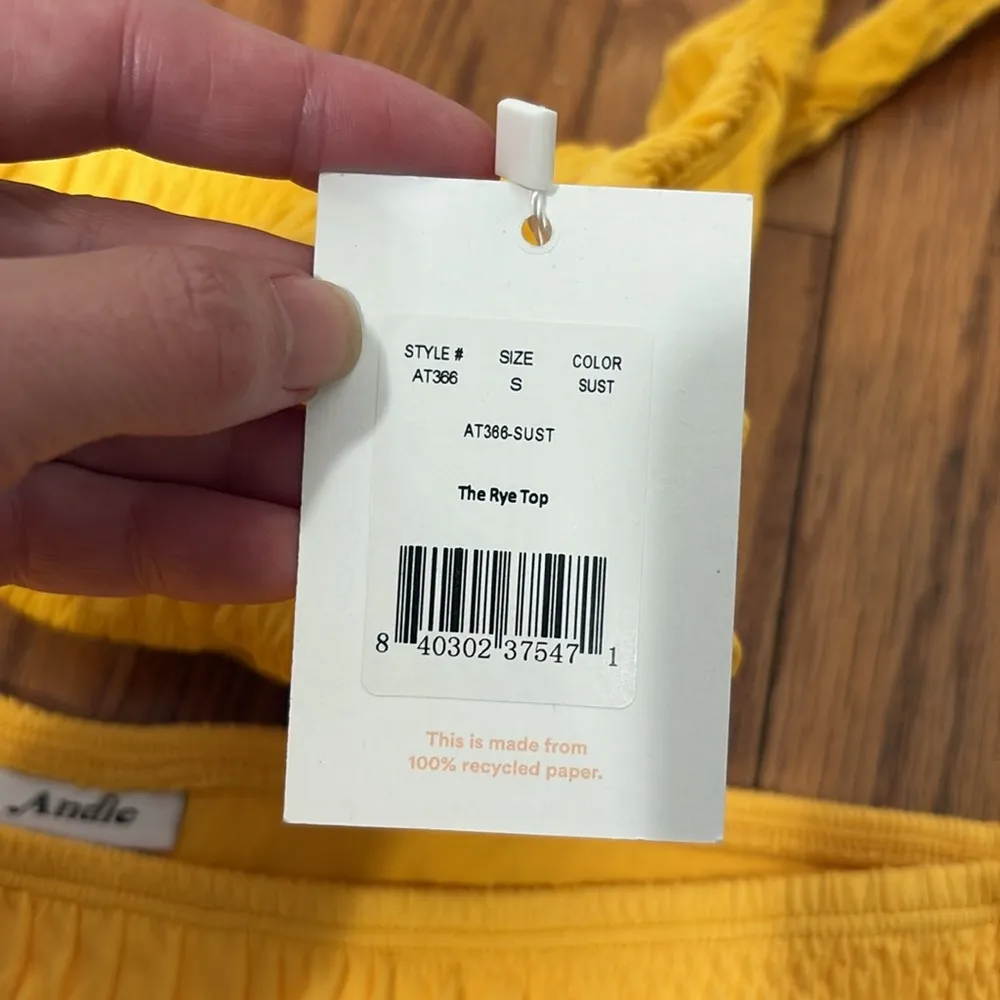 STYLE # SIZE COLOR
AT366 S SUST
AT366-SUST
The Rye Top
8 40302 37547 1
This is made from
100% recycled paper.
Andie